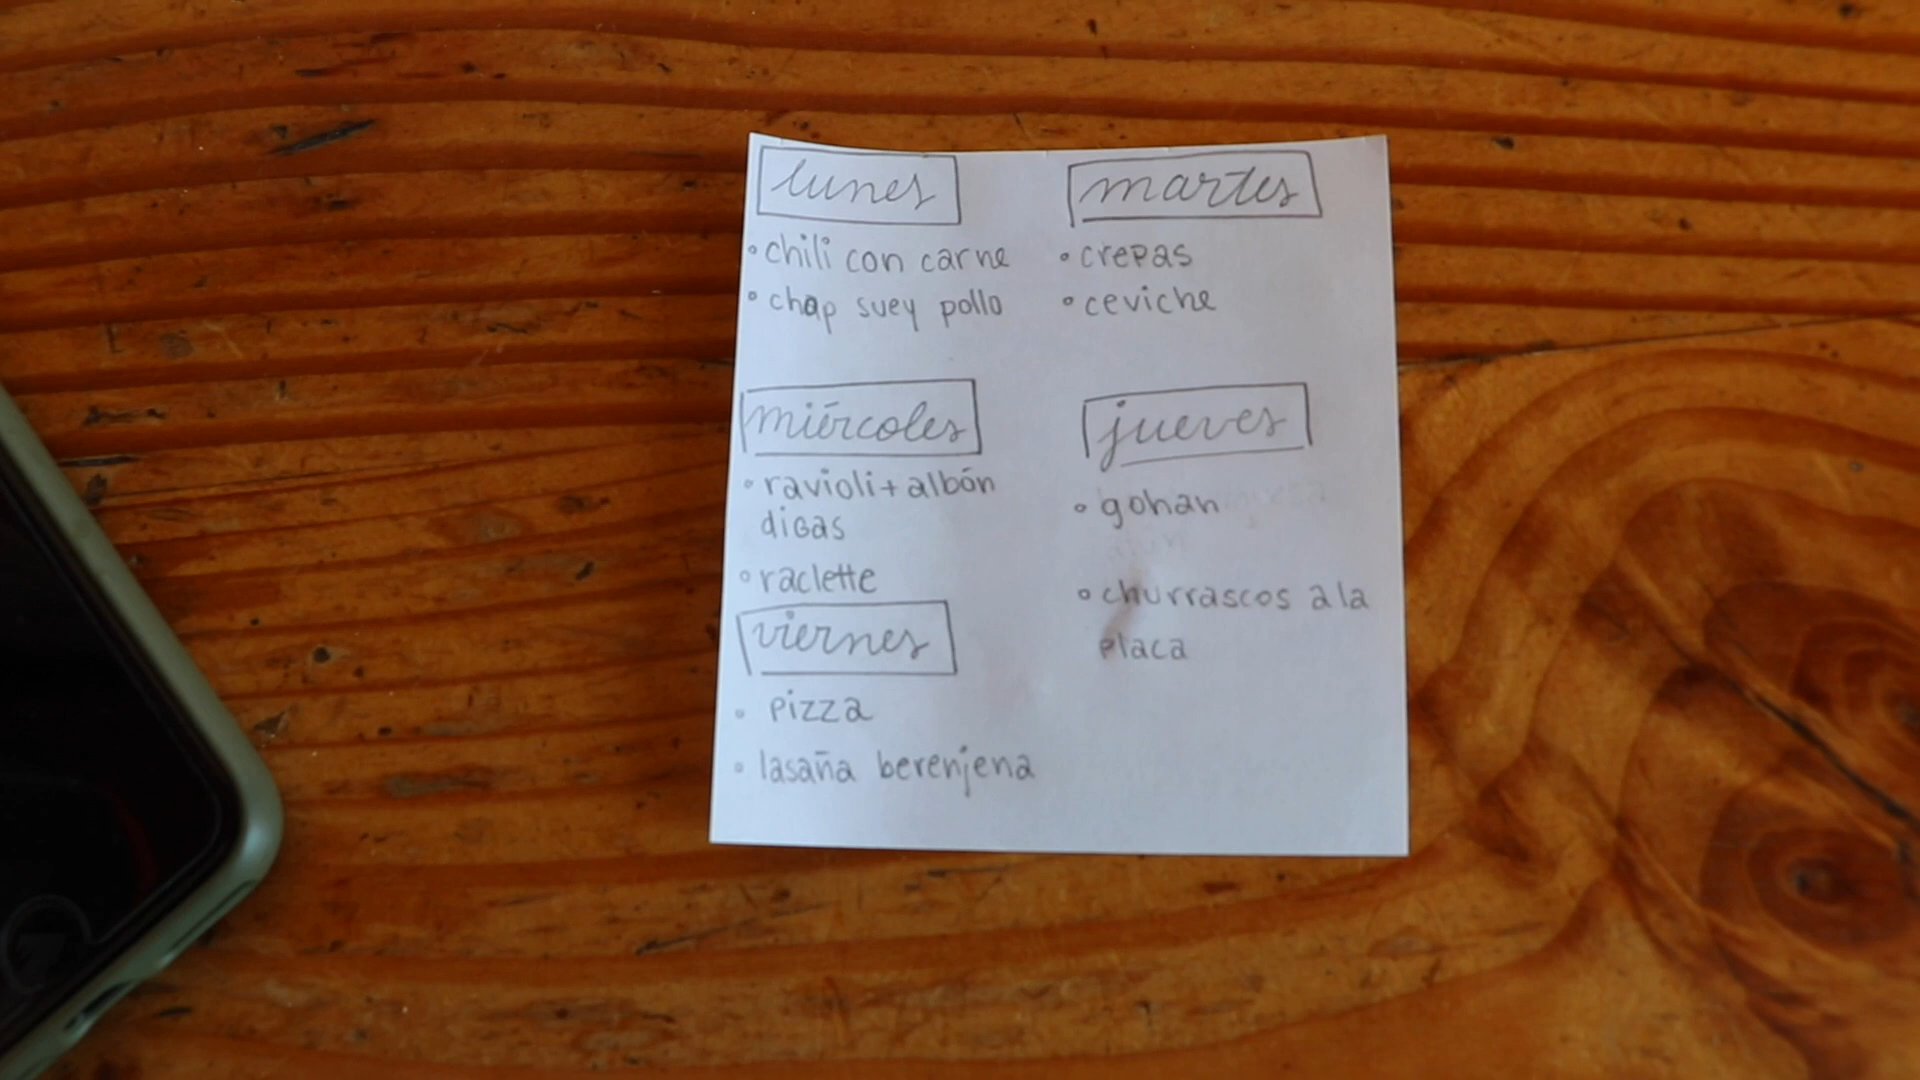 lunes
• chili con carne
• chap suey pollo
martes
• crepas
• ceviche
miércoles
• ravioli + albón
digas
• raclette
jueves
• gohan
• churrascos a la
placa
viernes
• pizza
• lasaña berenjena